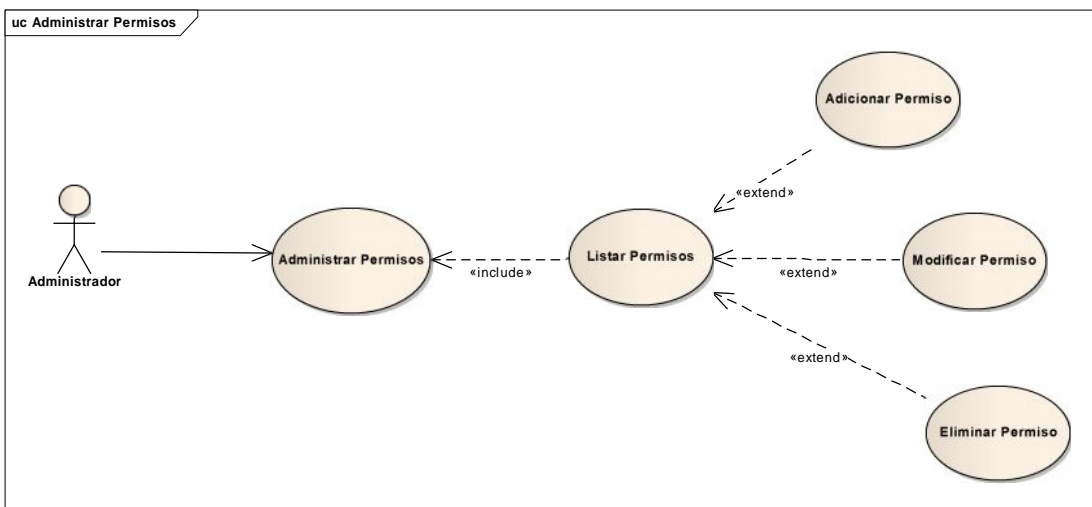 uc Administrar Permisos
Adicionar Permiso
«extend»
Administrador
Administrar Permisos
«include»
Listar Permisos
«extend»
Modificar Permiso
«extend»
Eliminar Permiso